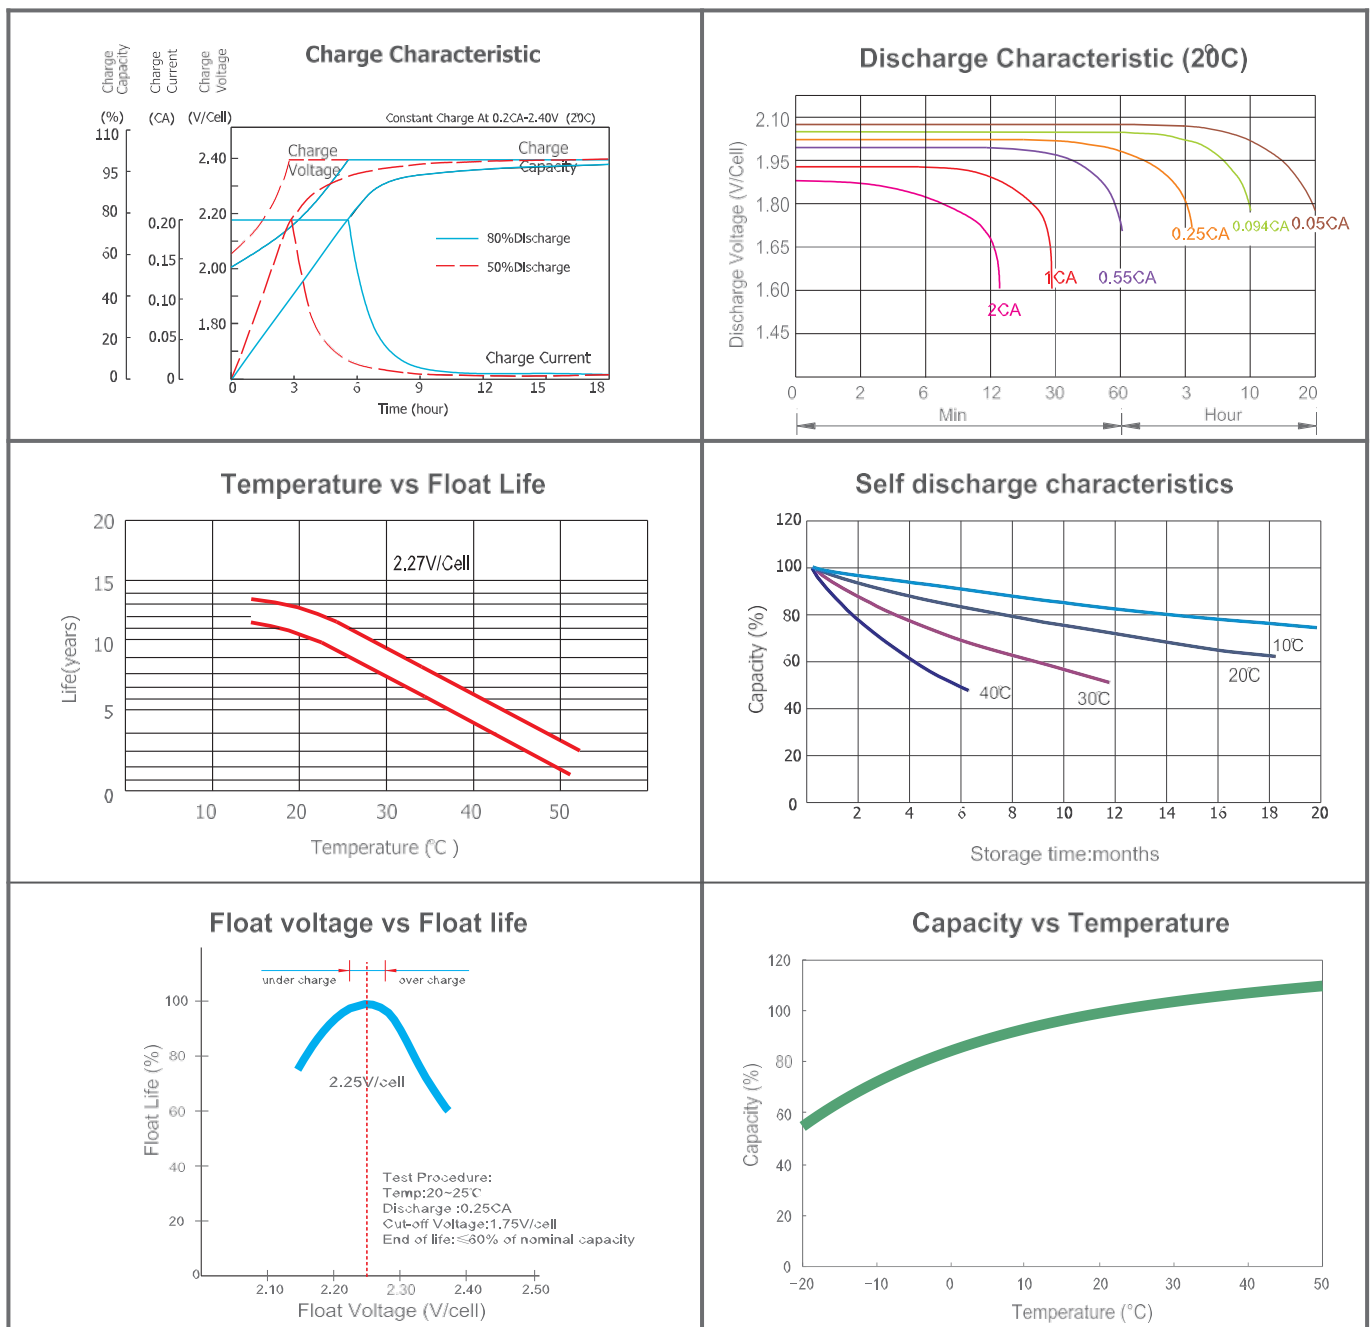 Charge Characteristic
Charge
Capacity
Charge
Current
Charge
Voltage
(%)
(CA)
(V/Cell)
Constant Charge At 0.2CA-2.40V (20℃)
110
95
80
60
40
20
0
0.20
0.15
0.10
0.05
0
2.40
2.20
2.00
1.80
Charge
Voltage
Charge
Capacity
80%Discharge
50%Discharge
Charge Current
0 3 6 9 12 15 18
Time (hour)
Discharge Characteristic (20℃)
Discharge Voltage (V/Cell)
2.10
1.95
1.80
1.65
1.60
1.45
0.25CA
0.094CA
0.05CA
1CA
0.55CA
2CA
0 2 6 12 30 60 3 10 20
Min
Hour
Temperature vs Float Life
Life(years)
20
15
10
5
0
2.27V/Cell
10 20 30 40 50
Temperature (℃ )
Self discharge characteristics
Capacity (%)
120
100
80
60
40
20
0
10℃
20℃
30℃
40℃
2 4 6 8 10 12 14 16 18 20
Storage time:months
Float voltage vs Float life
under charge
over charge
Float Life (%)
100
80
60
40
20
0
2.25V/cell
Test Procedure:
Temp:20~25℃
Discharge :0.25CA
Cut-off Voltage:1.75V/cell
End of life:≤60% of nominal capacity
2.10 2.20 2.30 2.40 2.50
Float Voltage (V/cell)
Capacity vs Temperature
Capacity (%)
120
100
80
60
40
20
0
−20 −10 0 10 20 30 40 50
Temperature (°C)